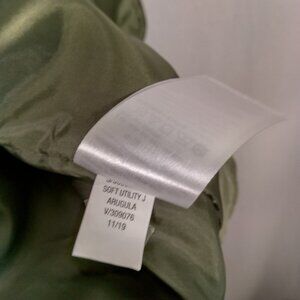 SOFT UTILITY J
ARUGULA
V/309076
11/19